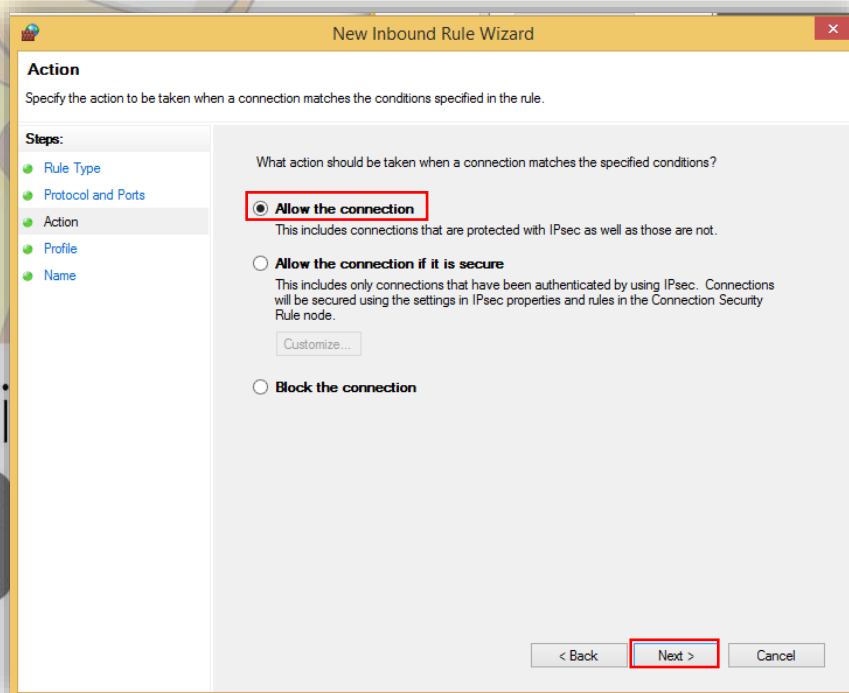 New Inbound Rule Wizard
Action
Specify the action to be taken when a connection matches the conditions specified in the rule.
Steps:
Rule Type
Protocol and Ports
Action
Profile
Name
What action should be taken when a connection matches the specified conditions?
Allow the connection
This includes connections that are protected with IPsec as well as those are not.
Allow the connection if it is secure
This includes only connections that have been authenticated by using IPsec. Connections
will be secured using the settings in IPsec properties and rules in the Connection Security
Rule node.
Customize...
Block the connection
< Back
Next >
Cancel